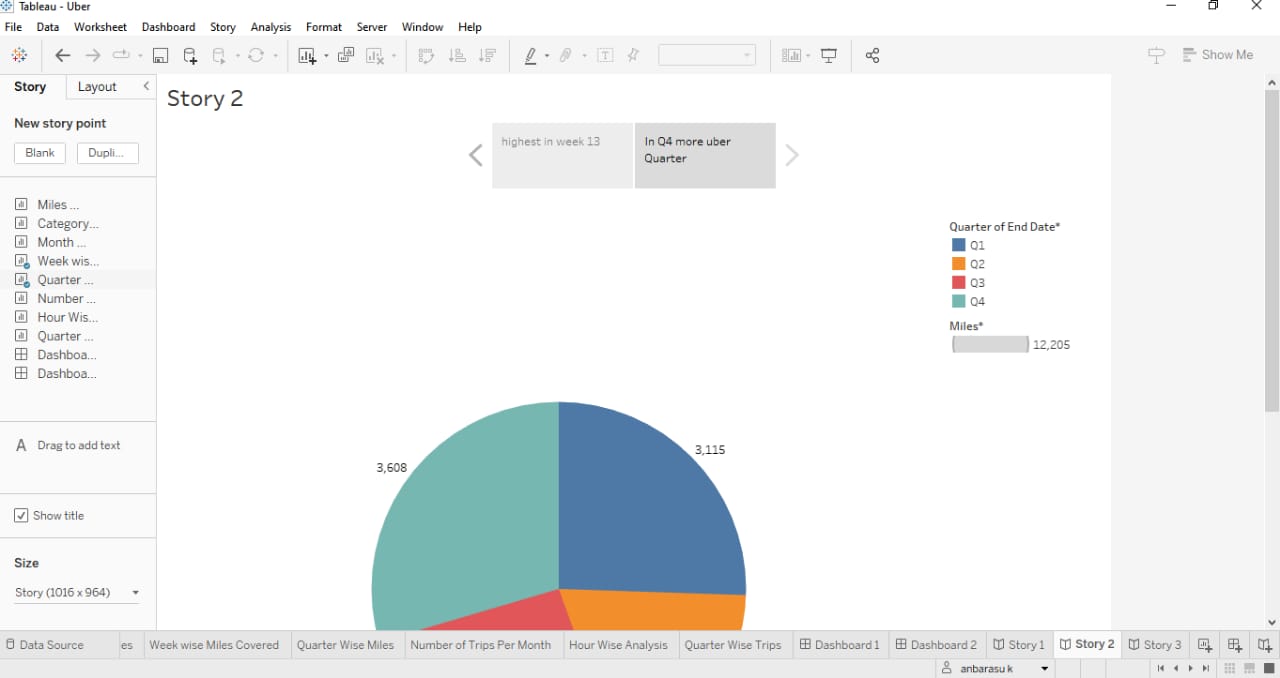 Tableau - Uber
File Data Worksheet Dashboard Story Analysis Format Server Window Help
Show Me
Story Layout
New story point
Blank Dupli...
Miles ...
Category...
Month ...
Week wis...
Quarter ...
Number ...
Hour Wis...
Quarter ...
Dashboa...
Dashboa...
A Drag to add text
Show title
Size
Story (1016 x 964)
Story 2
highest in week 13
In Q4 more uber
Quarter
Quarter of End Date*
Q1
Q2
Q3
Q4
Miles*
12,205
3,115
3,608
Data Source es Week wise Miles Covered Quarter Wise Miles Number of Trips Per Month Hour Wise Analysis Quarter Wise Trips Dashboard 1 Dashboard 2 Story 1 Story 2 Story 3
anbarasu k